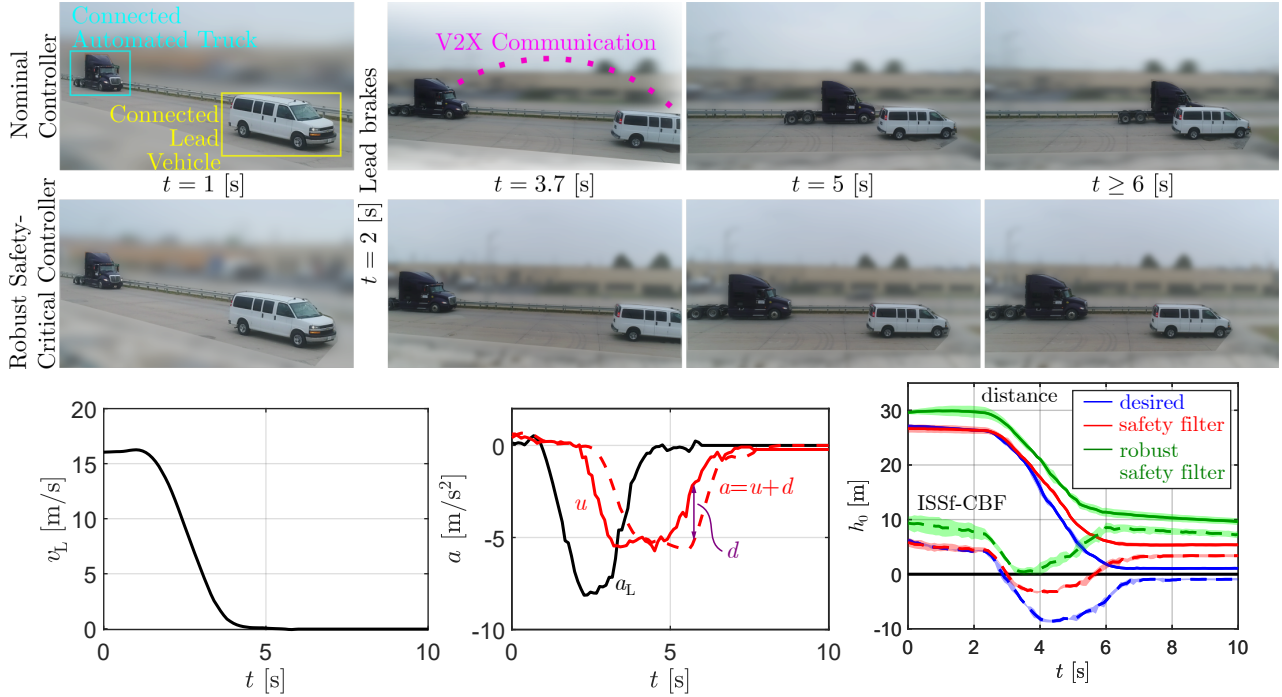 Nominal
Controller
Connected
Automated Truck
Connected
Lead
Vehicle
t = 2 [s] Lead brakes
V2X Communication
t = 1 [s]
t = 3.7 [s]
t = 5 [s]
t ≥ 6 [s]
Robust Safety-
Critical Controller
v_L [m/s]
20
15
10
5
0
0
5
10
t [s]
a [m/s²]
0
-5
-10
u
a=u+d
d
a_L
0
5
10
t [s]
h₀ [m]
30
20
10
0
-10
distance
ISSf-CBF
desired
safety filter
robust
safety filter
0
2
4
6
8
10
t [s]